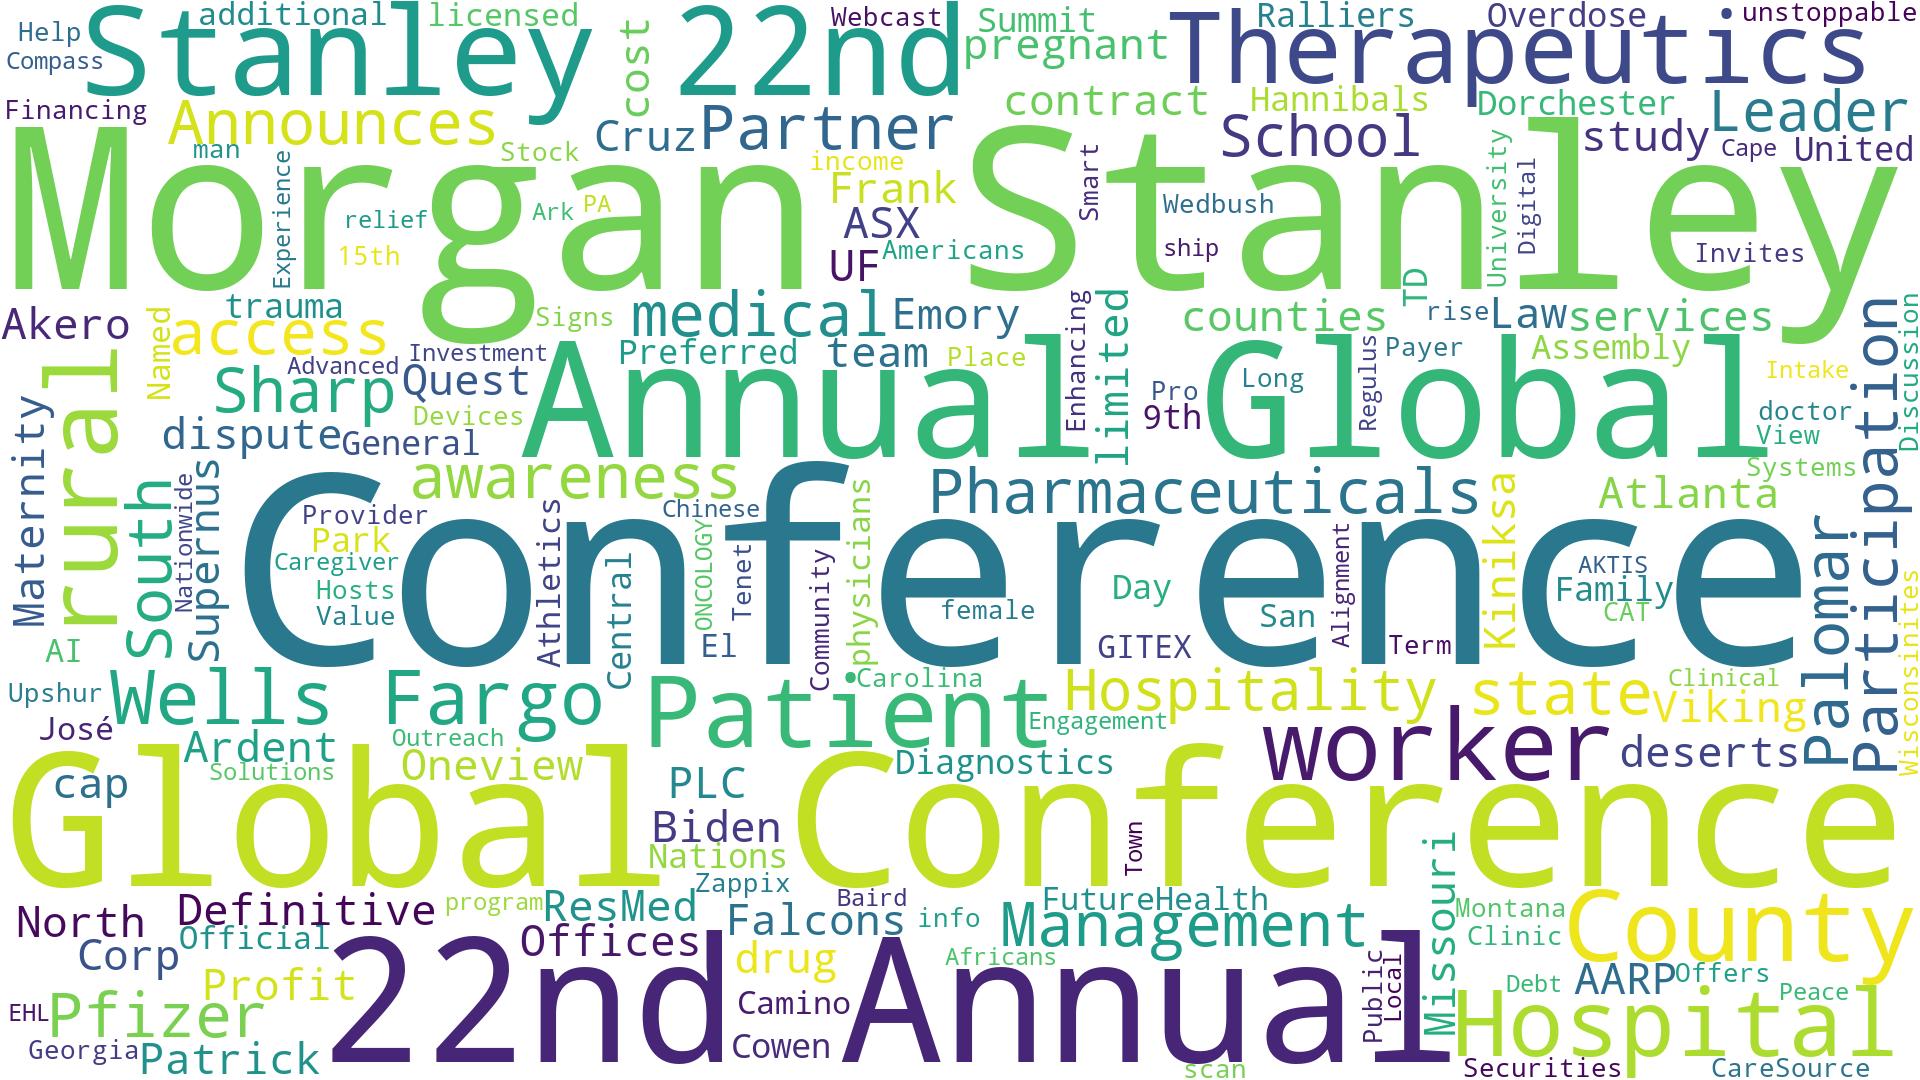 Help
Compass
Stanley
additional
licensed
cost
22nd
Webcast
Summit
pregnant
Therapeutics
Ralliers
Overdose
unstoppable
Financing
Announces
man
Cruz
Partner
contract
Hannibals
School
Dorchester
study
Leader
Cape
United
Morgan Stanley
Experience
relief
15th
Stock
Ark
PA
income
Frank
ASX
UF
Americans
Smart
Wedbush
ship
University
Digital
Invites
Akero
trauma
Named
access
Signs
medical
Emory
Enhancing
limited
counties
TD
rise
Law
services
Discussion
Advanced
Investment
Preferred
team
Place
Payer
Assembly
rural
Sharp
Quest
Devices
Annual
Pro
9th
Global
Long
Regulus
Intake
doctor
View
Participation
Maternity
dispute
General
awareness
Pharmaceuticals
Systems
Atlanta
South
Nationwide
Supernus
Conference
Provider
Park
Caregiver
Hosts
Value
Athletics
Central
Chinese
ONCOLOGY
Tenet
El
Community
physicians
female
Day
GITEX
San
Alignment
Term
Kiniksa
AKTIS
Family
CAT
Palomar
Wisconsinites
AI
Upshur
José
Wells Fargo
Patient
Carolina
Engagement
Hospitality
state
Clinical
Viking
Ardent
Outreach
Solutions
Oneview
Diagnostics
worker
deserts
cap
PLC
Biden
Nations
Global Conference
Town
Zappix
Missouri
North
Definitive
program
ResMed
Falcons
Baird
info
FutureHealth
Management
Montana
Clinic
County
Corp
Official
Offices
drug
Africans
Public
Local
AARP
Offers
Profit
Debt
Peace
EHL
Pfizer
22nd Annual
Camino
Cowen
Hospital
Georgia
Patrick
scan
Securities
CareSource